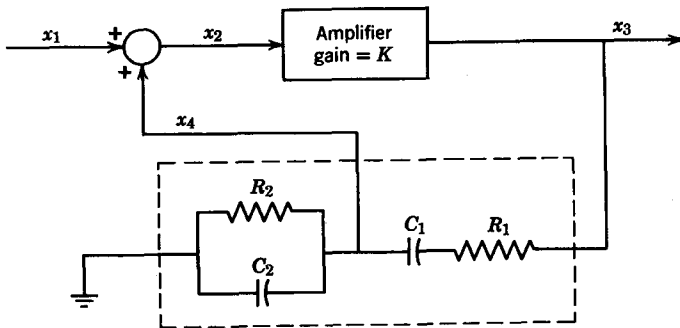 x₁
+
+
x₂
Amplifier
gain = K
x₃
x₄
R₂
C₂
C₁
R₁